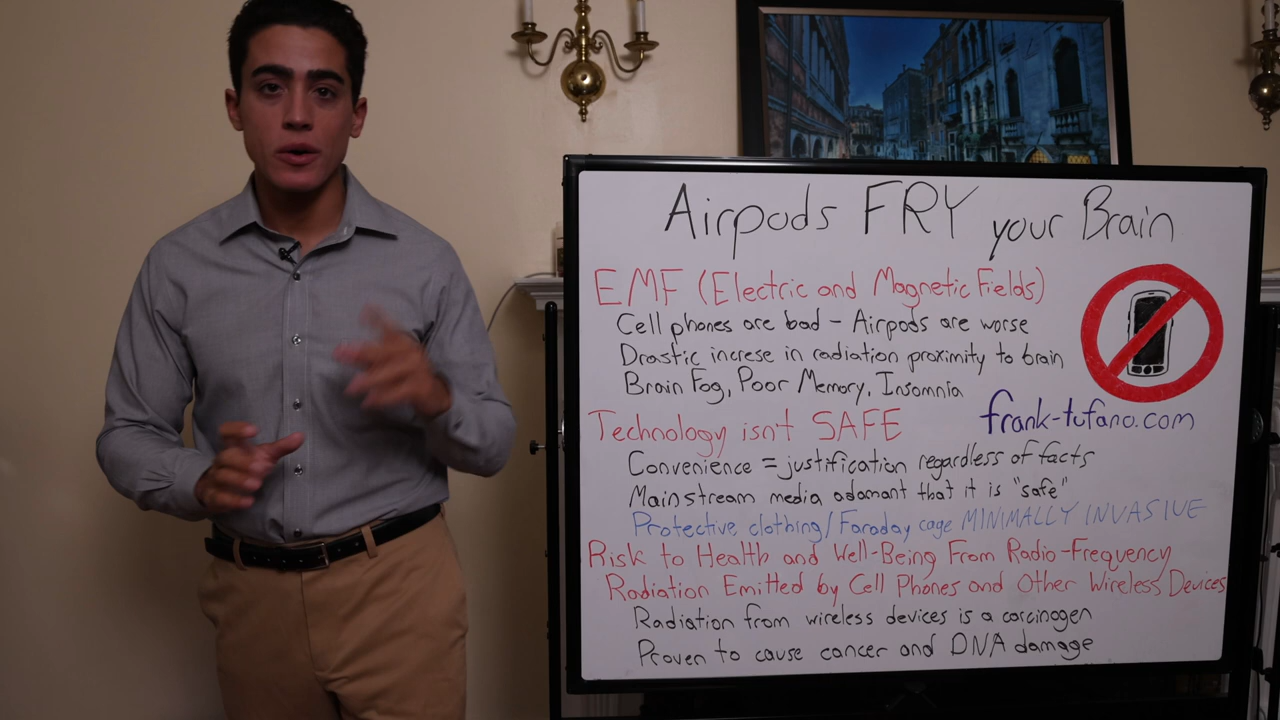 Airpods FRY your Brain
EMF (Electric and Magnetic Fields)
Cell phones are bad - Airpods are worse
Drastic increse in radiation proximity to brain
Brain Fog, Poor Memory, Insomnia
frank-tufano.com
Technology isn't SAFE
Convenience = justification regardless of facts
Mainstream media adamant that it is "safe"
Protective clothing/Faraday cage MINIMALLY INVASIVE
Risk to Health and Well-Being From Radio-Frequency
Radiation Emitted by Cell Phones and Other Wireless Devices
Radiation from wireless devices is a carcinogen
Proven to cause cancer and DNA damage